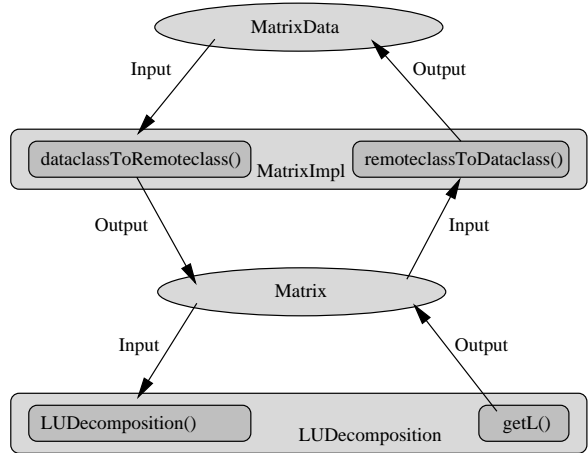 MatrixData
Input
Output
dataclassToRemoteclass()
remoteclassToDataclass()
MatrixImpl
Output
Input
Matrix
Input
Output
LUDecomposition()
getL()
LUDecomposition